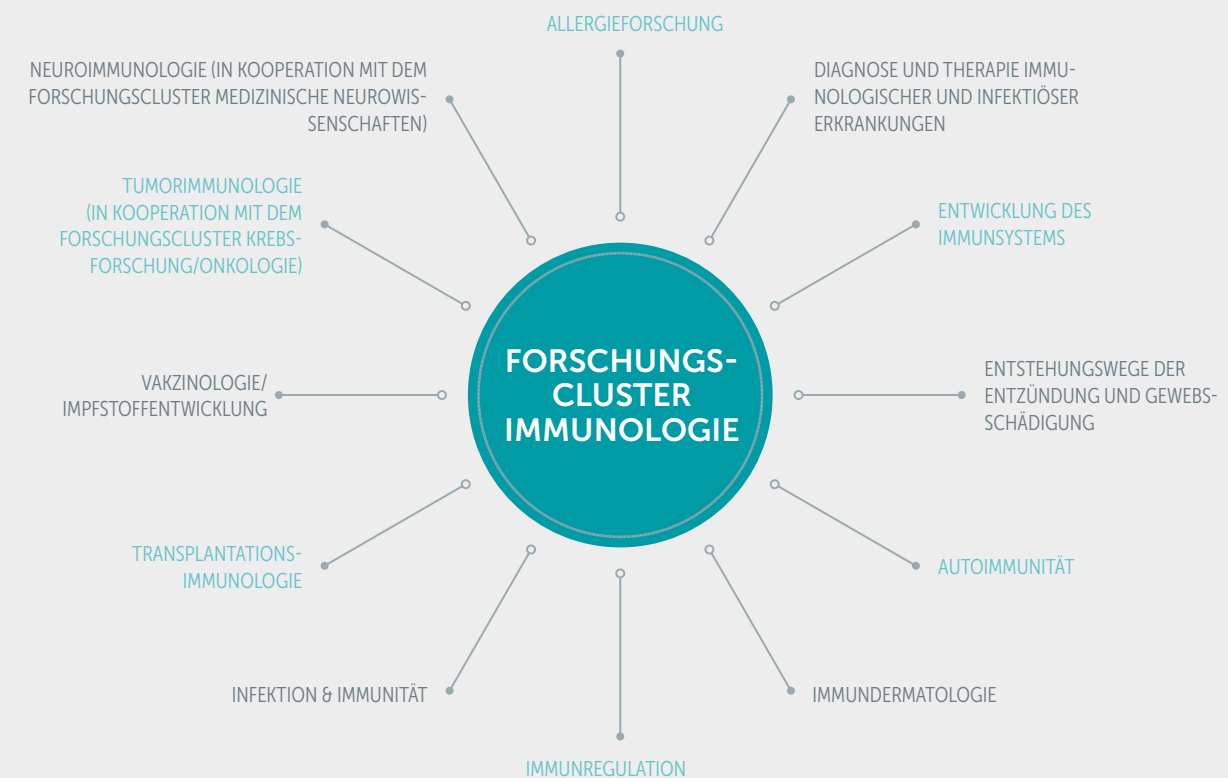 ALLERGIEFORSCHUNG
NEUROIMMUNOLOGIE (IN KOOPERATION MIT DEM
FORSCHUNGSCLUSTER MEDIZINISCHE NEUROWIS-
SENSCHAFTEN)
DIAGNOSE UND THERAPIE IMMU-
NOLOGISCHER UND INFEKTIÖSER
ERKRANKUNGEN
TUMORIMMUNOLOGIE
(IN KOOPERATION MIT DEM
FORSCHUNGSCLUSTER KREBS-
FORSCHUNG/ONKOLOGIE)
ENTWICKLUNG DES
IMMUNSYSTEMS
FORSCHUNGS-
CLUSTER
IMMUNOLOGIE
VAKZINOLOGIE/
IMPFSTOFFENTWICKLUNG
ENTSTEHUNGSWEGE DER
ENTZÜNDUNG UND GEWEBS-
SCHÄDIGUNG
TRANSPLANTATIONS-
IMMUNOLOGIE
AUTOIMMUNITÄT
INFEKTION & IMMUNITÄT
IMMUNDERMATOLOGIE
IMMUNREGULATION